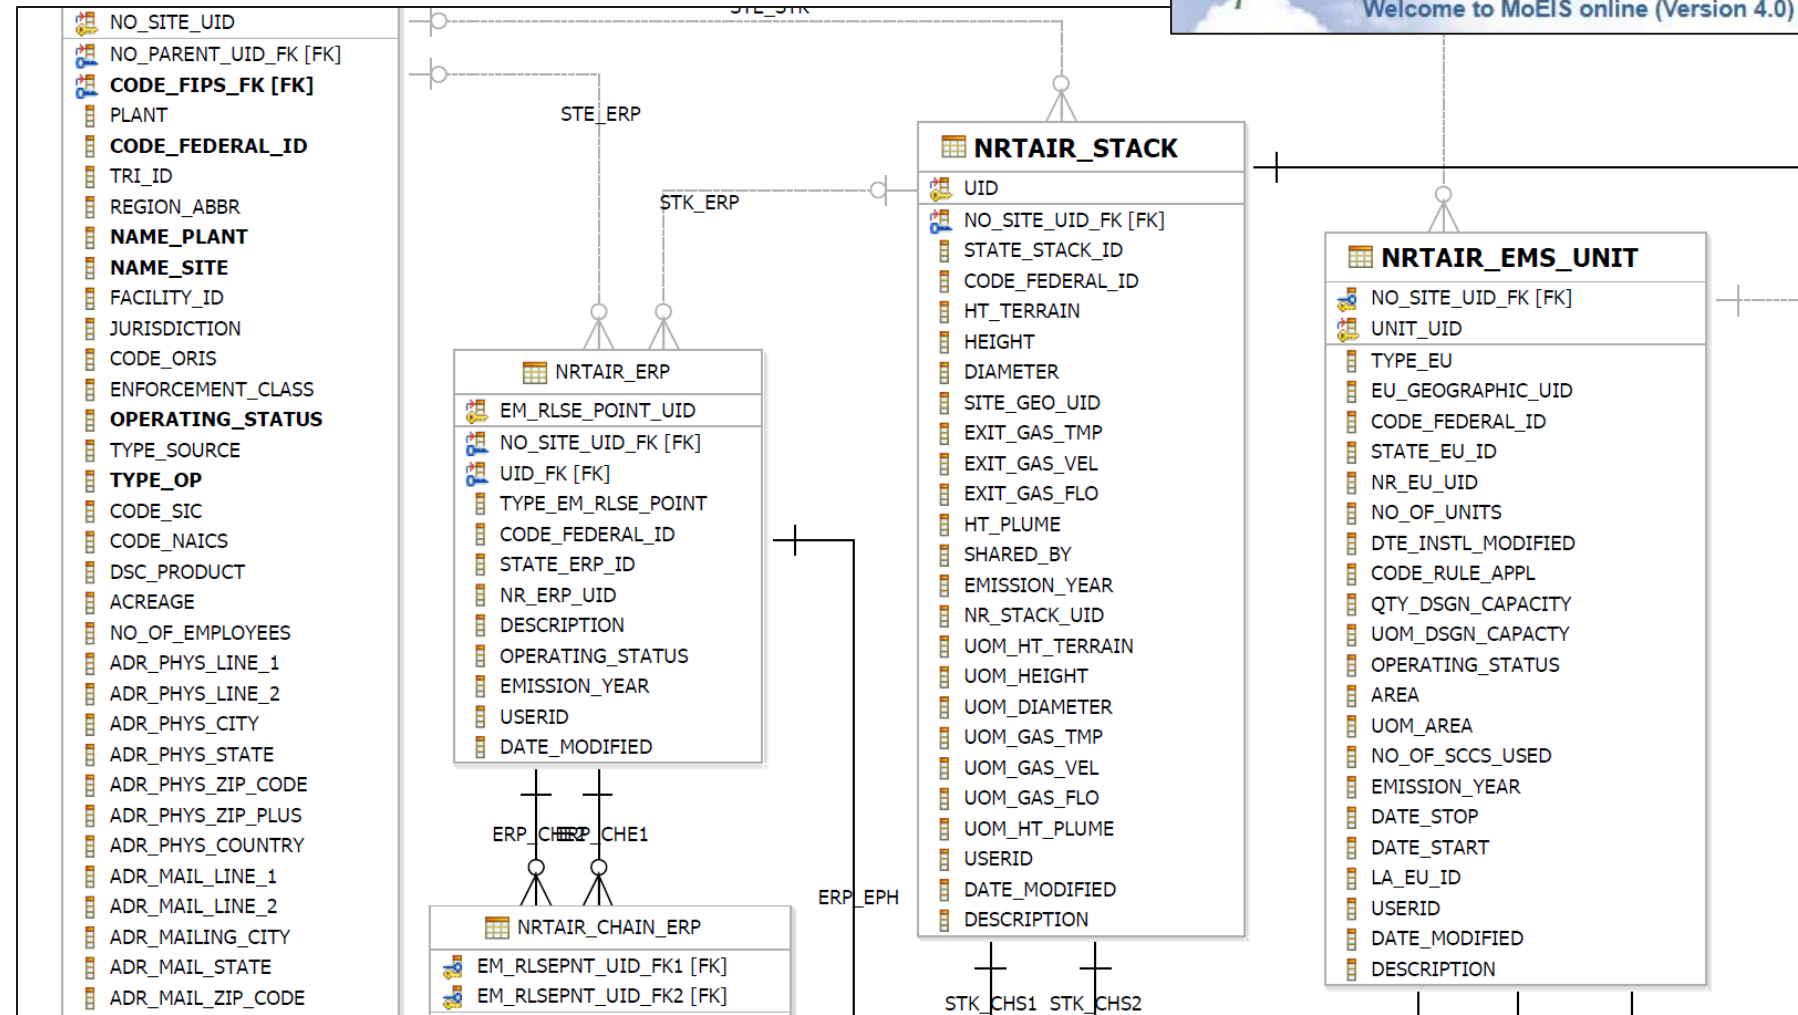 NO_SITE_UID
NO_PARENT_UID_FK [FK]
CODE_FIPS_FK [FK]
PLANT
CODE_FEDERAL_ID
TRI_ID
REGION_ABBR
NAME_PLANT
NAME_SITE
FACILITY_ID
JURISDICTION
CODE_ORIS
ENFORCEMENT_CLASS
OPERATING_STATUS
TYPE_SOURCE
TYPE_OP
CODE_SIC
CODE_NAICS
DSC_PRODUCT
ACREAGE
NO_OF_EMPLOYEES
ADR_PHYS_LINE_1
ADR_PHYS_LINE_2
ADR_PHYS_CITY
ADR_PHYS_STATE
ADR_PHYS_ZIP_CODE
ADR_PHYS_ZIP_PLUS
ADR_PHYS_COUNTRY
ADR_MAIL_LINE_1
ADR_MAIL_LINE_2
ADR_MAILING_CITY
ADR_MAIL_STATE
ADR_MAIL_ZIP_CODE
STE_STK
STE_ERP
STK_ERP
NRTAIR_ERP
EM_RLSE_POINT_UID
NO_SITE_UID_FK [FK]
UID_FK [FK]
TYPE_EM_RLSE_POINT
CODE_FEDERAL_ID
STATE_ERP_ID
NR_ERP_UID
DESCRIPTION
OPERATING_STATUS
EMISSION_YEAR
USERID
DATE_MODIFIED
ERP_CHE2
ERP_CHE1
ERP_EPH
NRTAIR_CHAIN_ERP
EM_RLSEPNT_UID_FK1 [FK]
EM_RLSEPNT_UID_FK2 [FK]
NRTAIR_STACK
UID
NO_SITE_UID_FK [FK]
STATE_STACK_ID
CODE_FEDERAL_ID
HT_TERRAIN
HEIGHT
DIAMETER
SITE_GEO_UID
EXIT_GAS_TMP
EXIT_GAS_VEL
EXIT_GAS_FLO
HT_PLUME
SHARED_BY
EMISSION_YEAR
NR_STACK_UID
UOM_HT_TERRAIN
UOM_HEIGHT
UOM_DIAMETER
UOM_GAS_TMP
UOM_GAS_VEL
UOM_GAS_FLO
UOM_HT_PLUME
USERID
DATE_MODIFIED
DESCRIPTION
STK_CHS1 STK_CHS2
Welcome to MoEIS online (Version 4.0)
NRTAIR_EMS_UNIT
NO_SITE_UID_FK [FK]
UNIT_UID
TYPE_EU
EU_GEOGRAPHIC_UID
CODE_FEDERAL_ID
STATE_EU_ID
NR_EU_UID
NO_OF_UNITS
DTE_INSTL_MODIFIED
CODE_RULE_APPL
QTY_DSGN_CAPACITY
UOM_DSGN_CAPACTY
OPERATING_STATUS
AREA
UOM_AREA
NO_OF_SCCS_USED
EMISSION_YEAR
DATE_STOP
DATE_START
LA_EU_ID
USERID
DATE_MODIFIED
DESCRIPTION